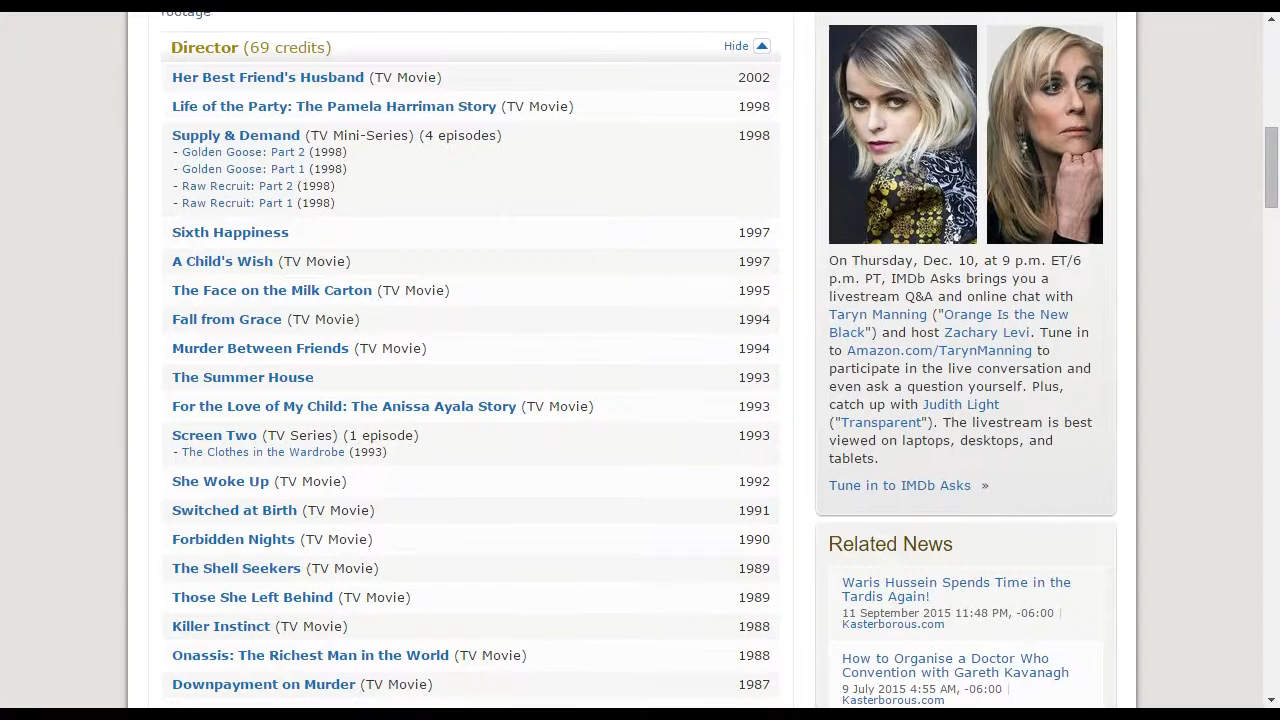 footage
Director (69 credits)
Hide
Her Best Friend's Husband (TV Movie) 2002
Life of the Party: The Pamela Harriman Story (TV Movie) 1998
Supply & Demand (TV Mini-Series) (4 episodes) 1998
- Golden Goose: Part 2 (1998)
- Golden Goose: Part 1 (1998)
- Raw Recruit: Part 2 (1998)
- Raw Recruit: Part 1 (1998)
Sixth Happiness 1997
A Child's Wish (TV Movie) 1997
The Face on the Milk Carton (TV Movie) 1995
Fall from Grace (TV Movie) 1994
Murder Between Friends (TV Movie) 1994
The Summer House 1993
For the Love of My Child: The Anissa Ayala Story (TV Movie) 1993
Screen Two (TV Series) (1 episode) 1993
- The Clothes in the Wardrobe (1993)
She Woke Up (TV Movie) 1992
Switched at Birth (TV Movie) 1991
Forbidden Nights (TV Movie) 1990
The Shell Seekers (TV Movie) 1989
Those She Left Behind (TV Movie) 1989
Killer Instinct (TV Movie) 1988
Onassis: The Richest Man in the World (TV Movie) 1988
Downpayment on Murder (TV Movie) 1987
On Thursday, Dec. 10, at 9 p.m. ET/6
p.m. PT, IMDb Asks brings you a
livestream Q&A and online chat with
Taryn Manning ("Orange Is the New
Black") and host Zachary Levi. Tune in
to Amazon.com/TarynManning to
participate in the live conversation and
even ask a question yourself. Plus,
catch up with Judith Light
("Transparent"). The livestream is best
viewed on laptops, desktops, and
tablets.
Tune in to IMDb Asks »
Related News
Waris Hussein Spends Time in the
Tardis Again!
11 September 2015 11:48 PM, -06:00 |
Kasterborous.com
How to Organise a Doctor Who
Convention with Gareth Kavanagh
9 July 2015 4:55 AM, -06:00 |
Kasterborous.com